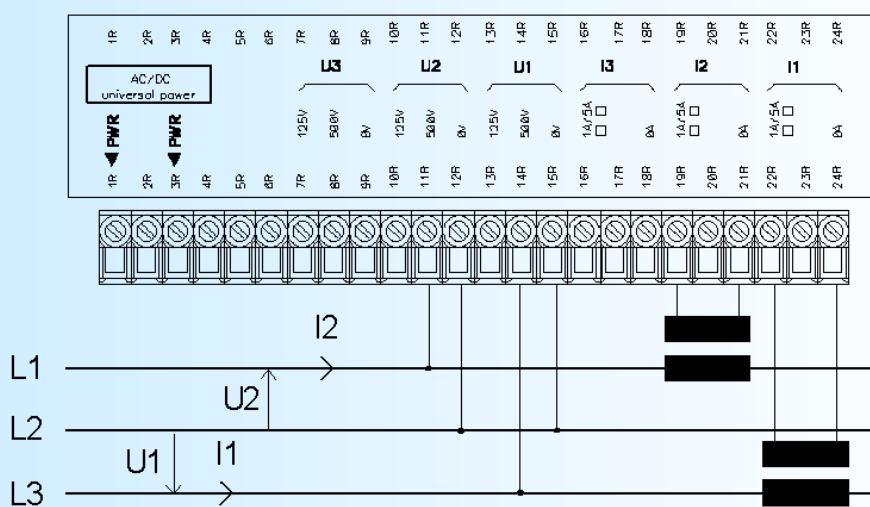 1R 2R 3R 4R 5R 6R 7R 8R 9R 10R 11R 12R 13R 14R 15R 16R 17R 18R 19R 20R 21R 22R 23R 24R
U3 U2 U1 I3 I2 I1
AC/DC
universal power
PWR PWR 125V 500V 0V 125V 500V 0V 125V 500V 0V 1A/5A 0A 1A/5A 0A 1A/5A 0A
1R 2R 3R 4R 5R 6R 7R 8R 9R 10R 11R 12R 13R 14R 15R 16R 17R 18R 19R 20R 21R 22R 23R 24R
I2
L1
U2
L2
U1 I1
L3